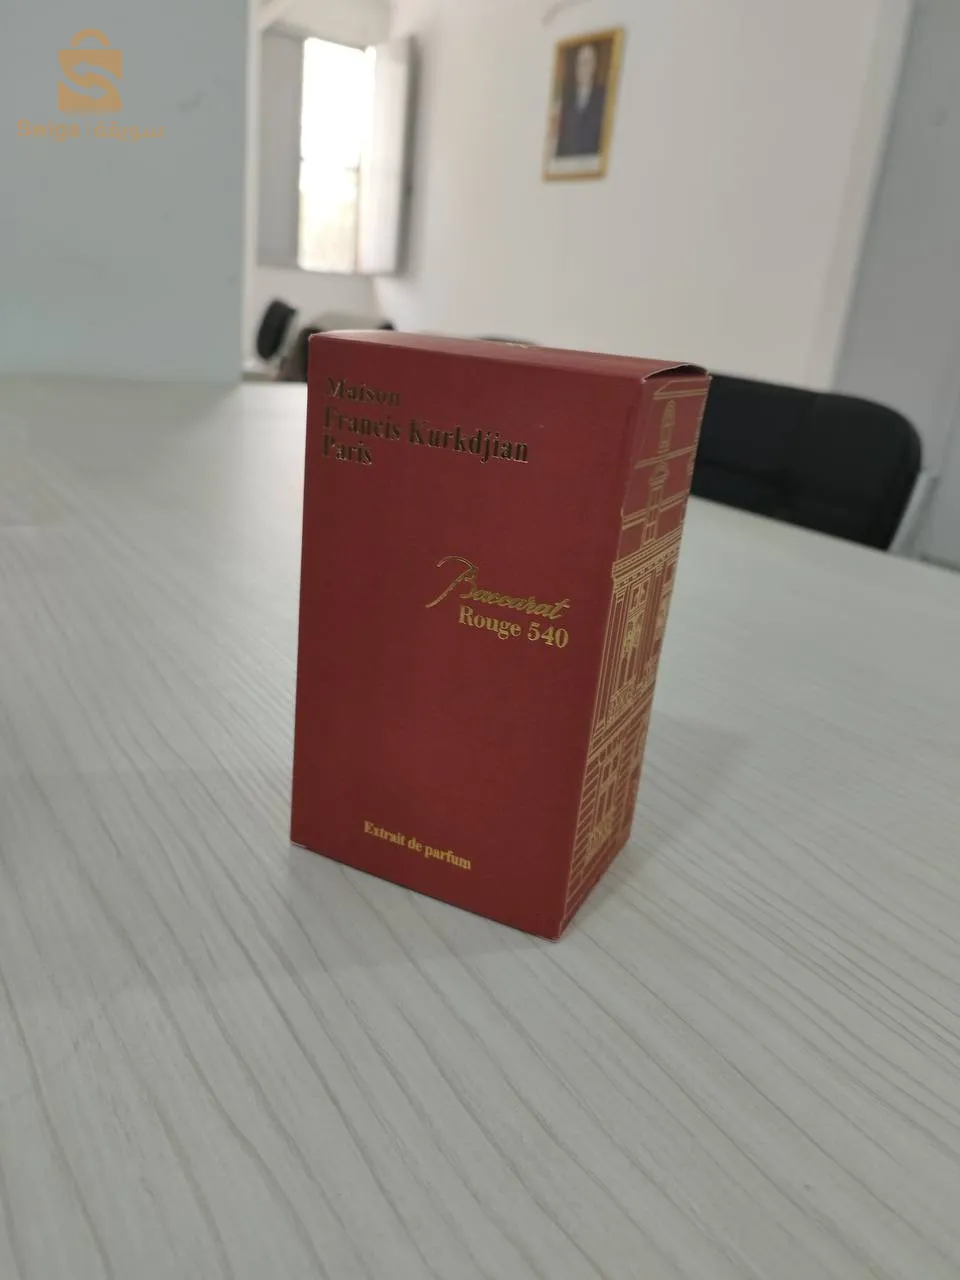 Maison
Francis Kurkdjian
Paris
Baccarat
Rouge 540
Extrait de parfum